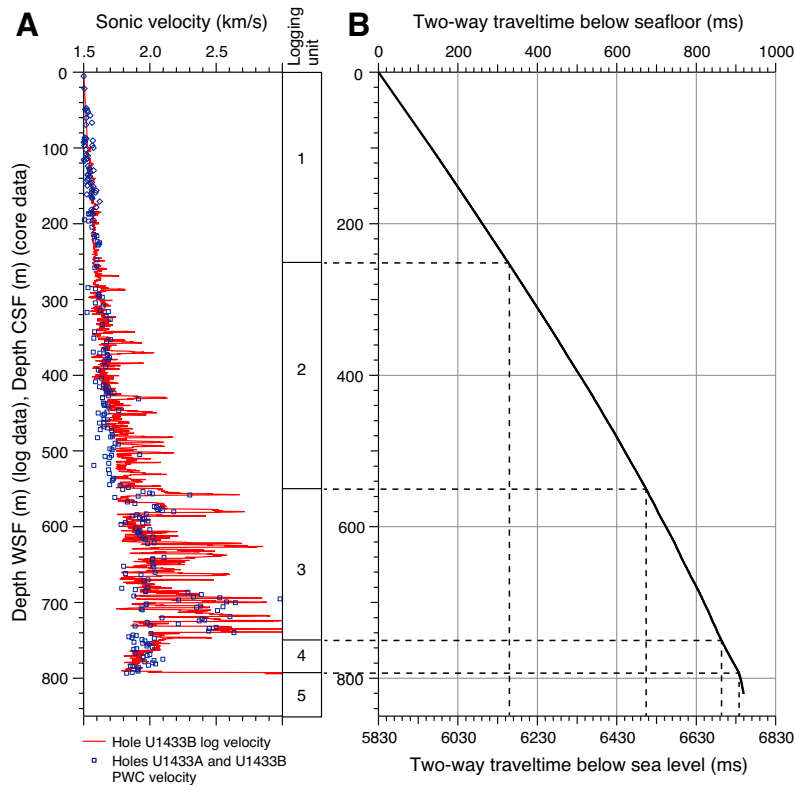 A
Sonic velocity (km/s)
1.5 2.0 2.5 3.0
Logging unit
B
Two-way traveltime below seafloor (ms)
0 200 400 600 800 1000
Depth WSF (m) (log data), Depth CSF (m) (core data)
0
100
200
300
400
500
600
700
800
1
2
3
4
5
0
200
400
600
800
5830 6030 6230 6430 6630 6830
Two-way traveltime below sea level (ms)
Hole U1433B log velocity
Holes U1433A and U1433B
PWC velocity